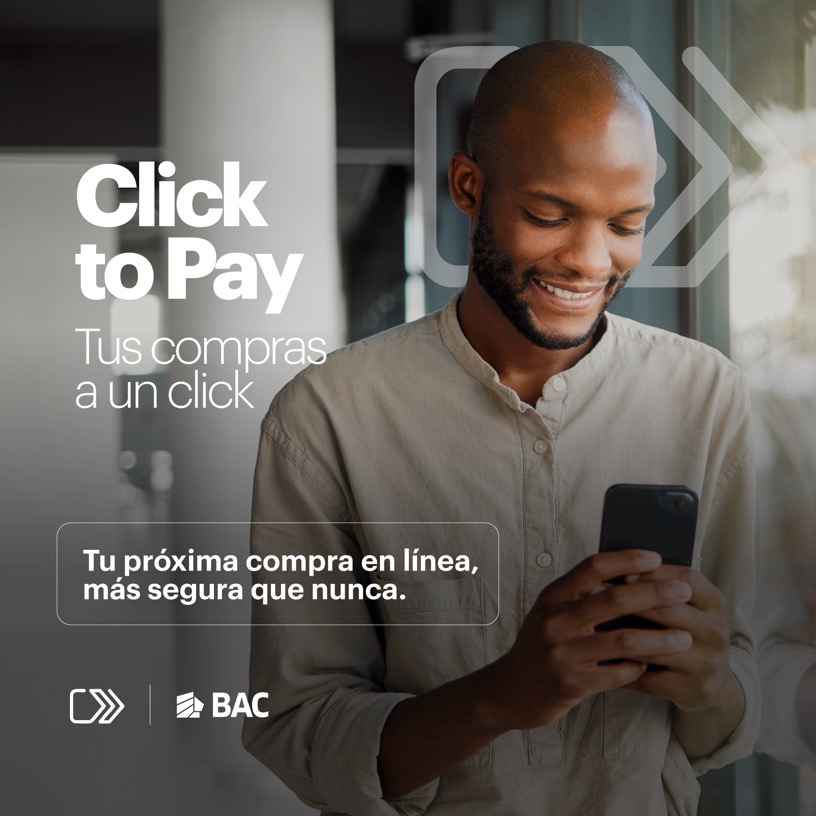 Click
to Pay
Tus compras
a un click
Tu próxima compra en línea,
más segura que nunca.
BAC